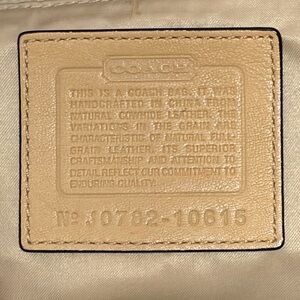 COACH
THIS IS A COACH BAG. IT WAS
HANDCRAFTED IN CHINA FROM
NATURAL COWHIDE LEATHER. THE
VARIATIONS IN THE GRAIN ARE
CHARACTERISTIC OF NATURAL FULL-
GRAIN LEATHER. ITS SUPERIOR
CRAFTSMANSHIP AND ATTENTION TO
DETAIL REFLECT OUR COMMITMENT TO
ENDURING QUALITY.
Nº J0782-10615